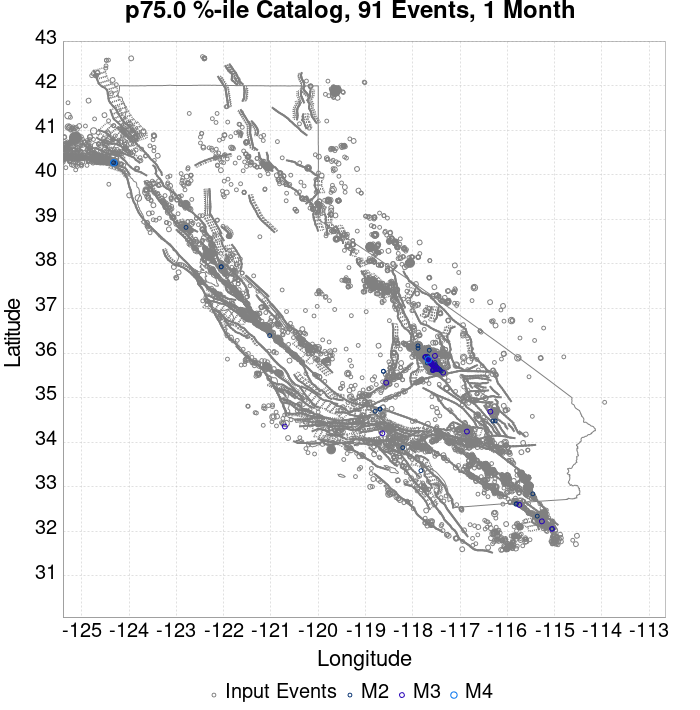 p75.0 %-ile Catalog, 91 Events, 1 Month
43
42
41
40
39
38
37
36
35
34
33
32
31
Latitude
-125 -124 -123 -122 -121 -120 -119 -118 -117 -116 -115 -114 -113
Longitude
Input Events M2 M3 M4